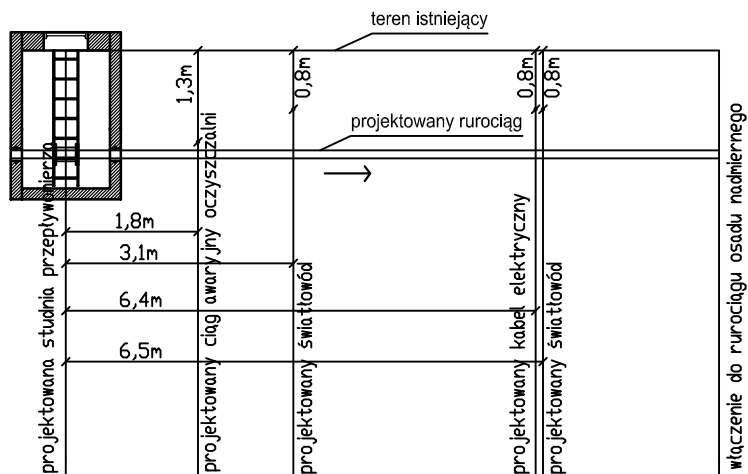 teren istniejący
1,3m
0,8m
0,8m
0,8m
projektowany rurociąg
1,8m
3,1m
6,4m
6,5m
projektowana studnia przepływomierza
projektowany ciąg awaryjny oczyszczalni
projektowany światłowód
projektowany kabel elektryczny
projektowany światłowód
włączenie do rurociągu osadu nadmiernego